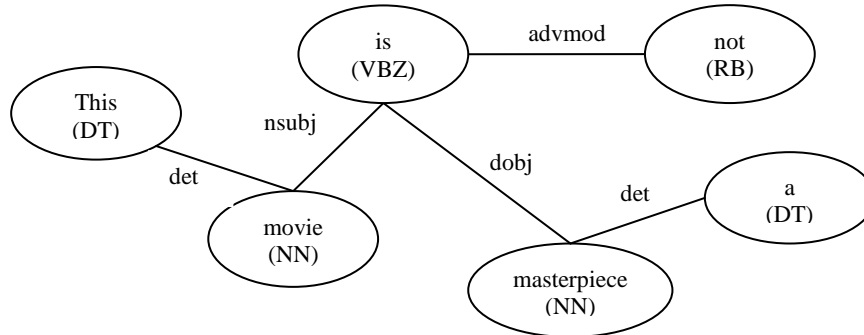 is
(VBZ)
advmod
not
(RB)
This
(DT)
nsubj
det
dobj
det
a
(DT)
movie
(NN)
masterpiece
(NN)